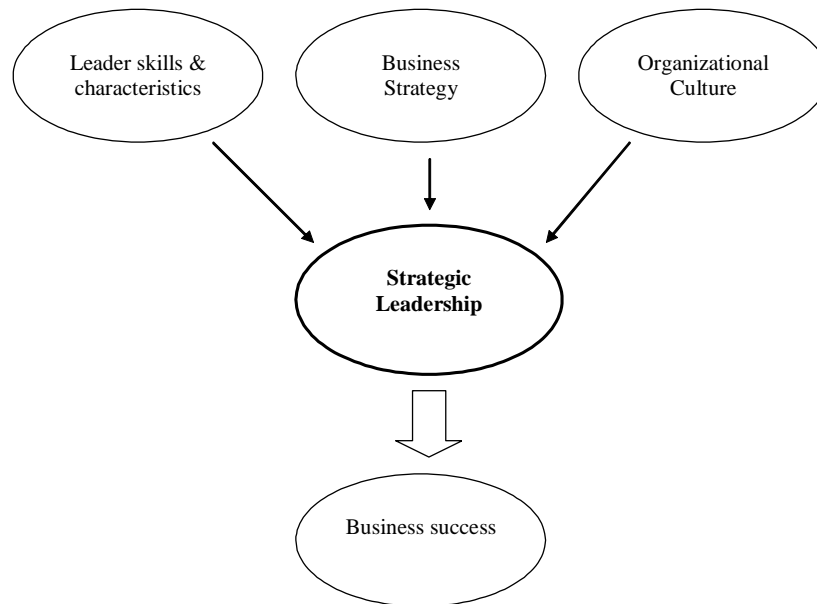 Leader skills &
characteristics
Business
Strategy
Organizational
Culture
Strategic
Leadership
Business success